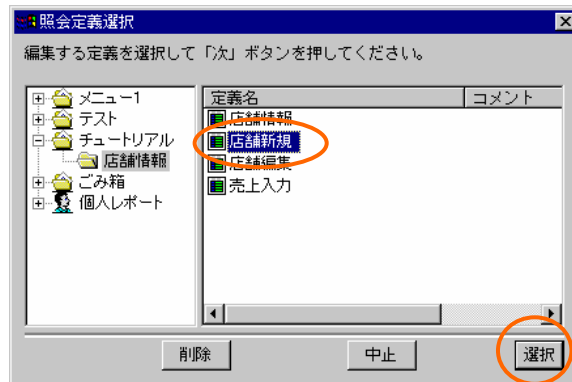 照会定義選択
編集する定義を選択して「次」ボタンを押してください。
メニュー1
テスト
チュートリアル
店舗情報
ごみ箱
個人レポート
定義名 コメント
店舗情報
店舗新規
店舗編集
売上入力
削除 中止 選択